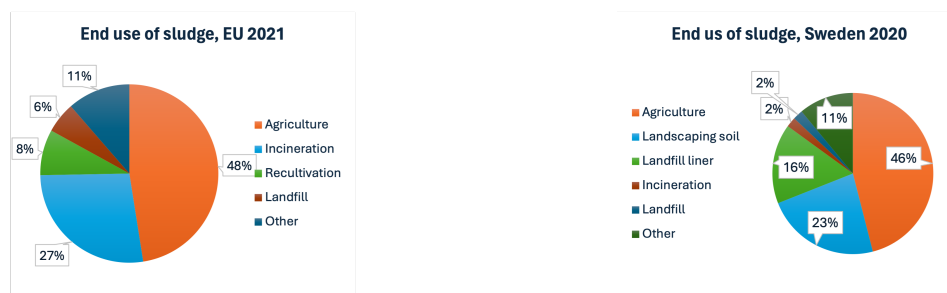 End use of sludge, EU 2021
11%
6%
8%
48%
27%
Agriculture
Incineration
Recultivation
Landfill
Other
End us of sludge, Sweden 2020
Agriculture
Landscaping soil
Landfill liner
Incineration
Landfill
Other
2%
2%
11%
46%
16%
23%